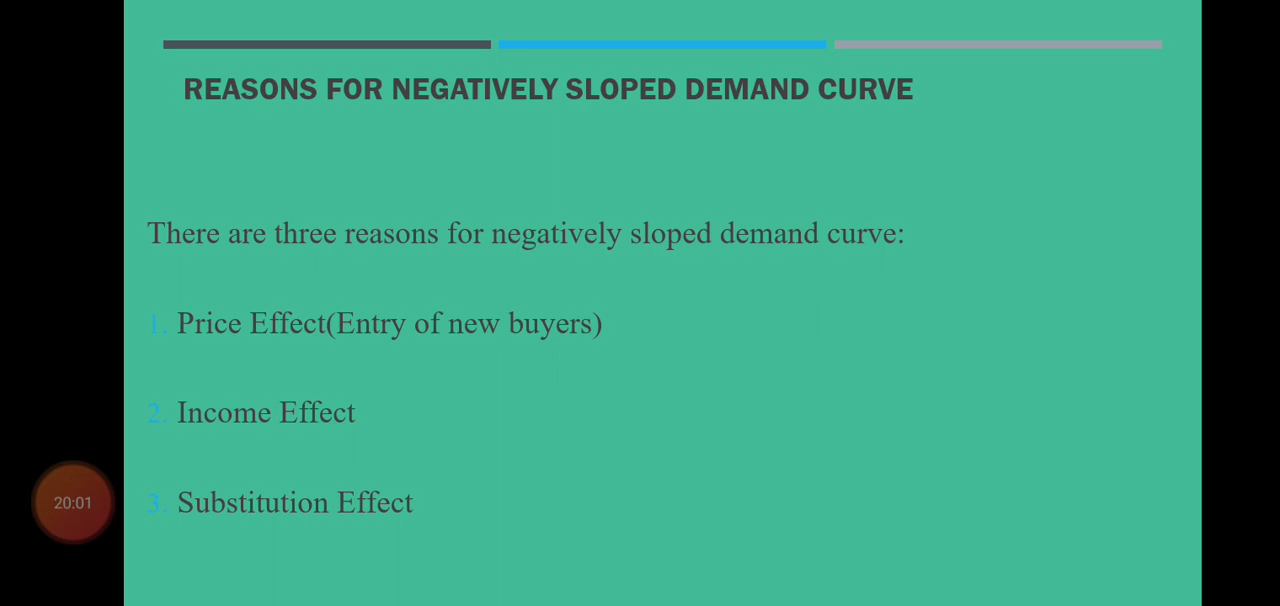 REASONS FOR NEGATIVELY SLOPED DEMAND CURVE
There are three reasons for negatively sloped demand curve:
1. Price Effect(Entry of new buyers)
2. Income Effect
20:01
3. Substitution Effect